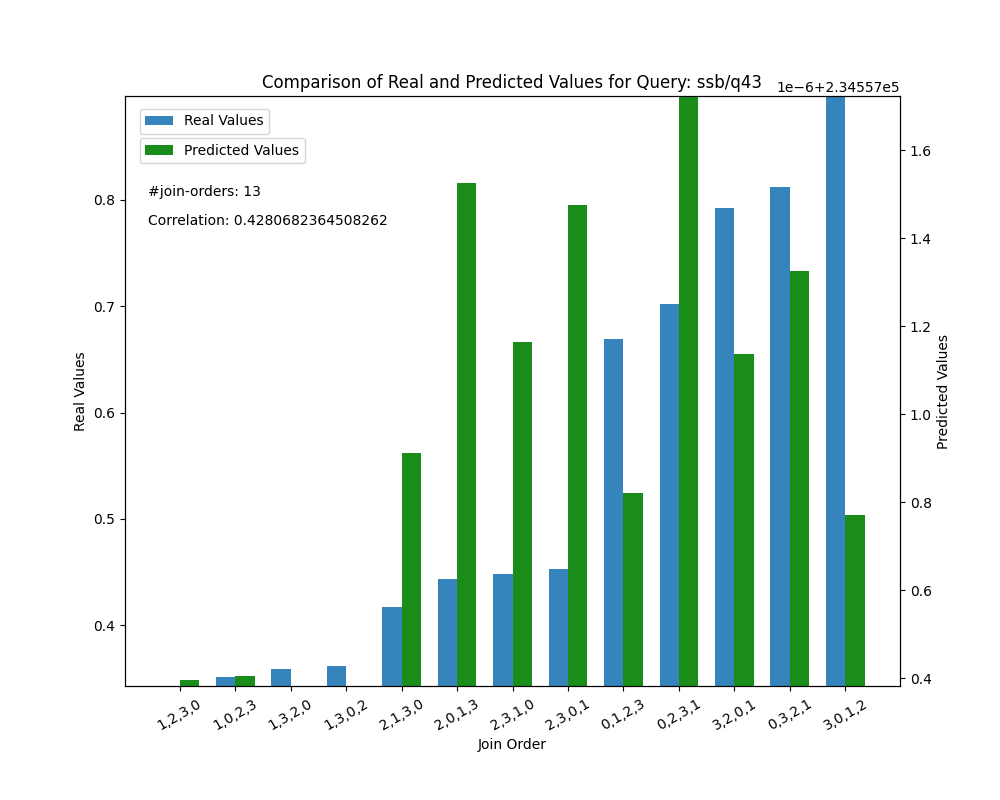 Comparison of Real and Predicted Values for Query: ssb/q43
1e−6+2.34557e5
Real Values
Predicted Values
#join-orders: 13
Correlation: 0.4280682364508262
0.8
0.7
0.6
0.5
0.4
Real Values
1.6
1.4
1.2
1.0
0.8
0.6
0.4
Predicted Values
1,2,3,0
1,0,2,3
1,3,2,0
1,3,0,2
2,1,3,0
2,0,1,3
2,3,1,0
2,3,0,1
0,1,2,3
0,2,3,1
3,2,0,1
0,3,2,1
3,0,1,2
Join Order